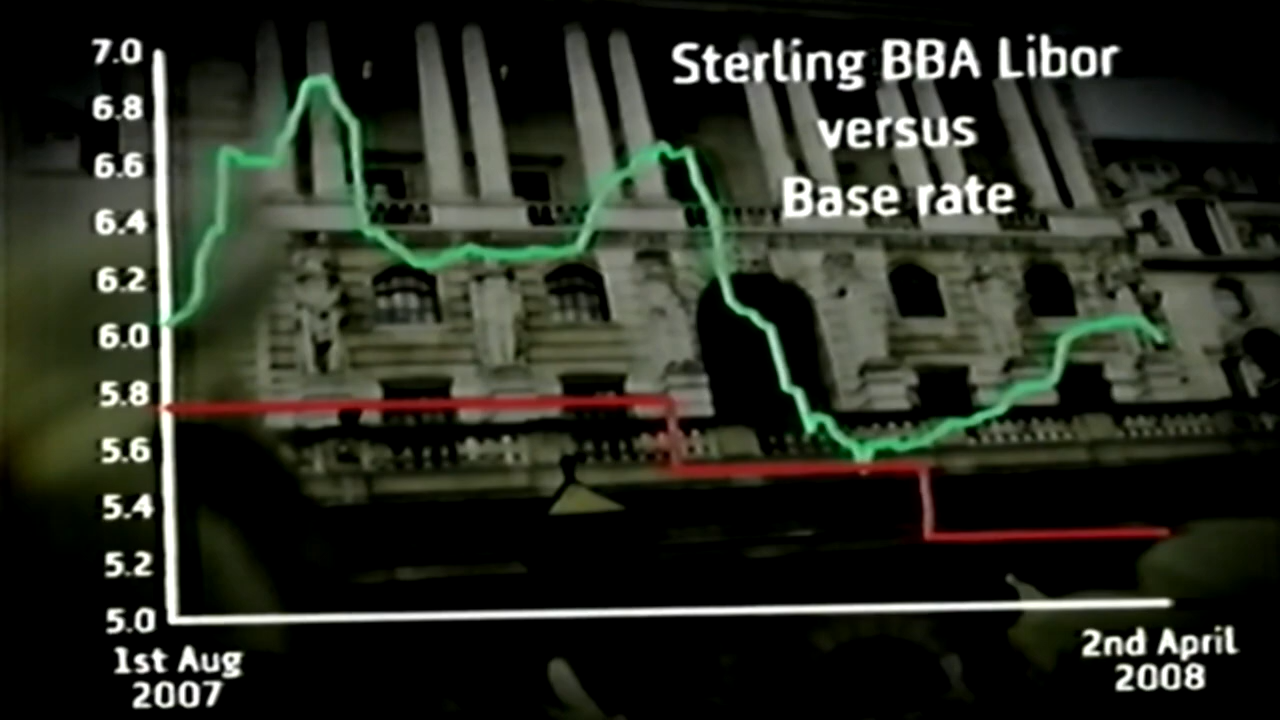 Sterling BBA Libor
versus
Base rate
7.0
6.8
6.6
6.4
6.2
6.0
5.8
5.6
5.4
5.2
5.0
1st Aug
2007
2nd April
2008